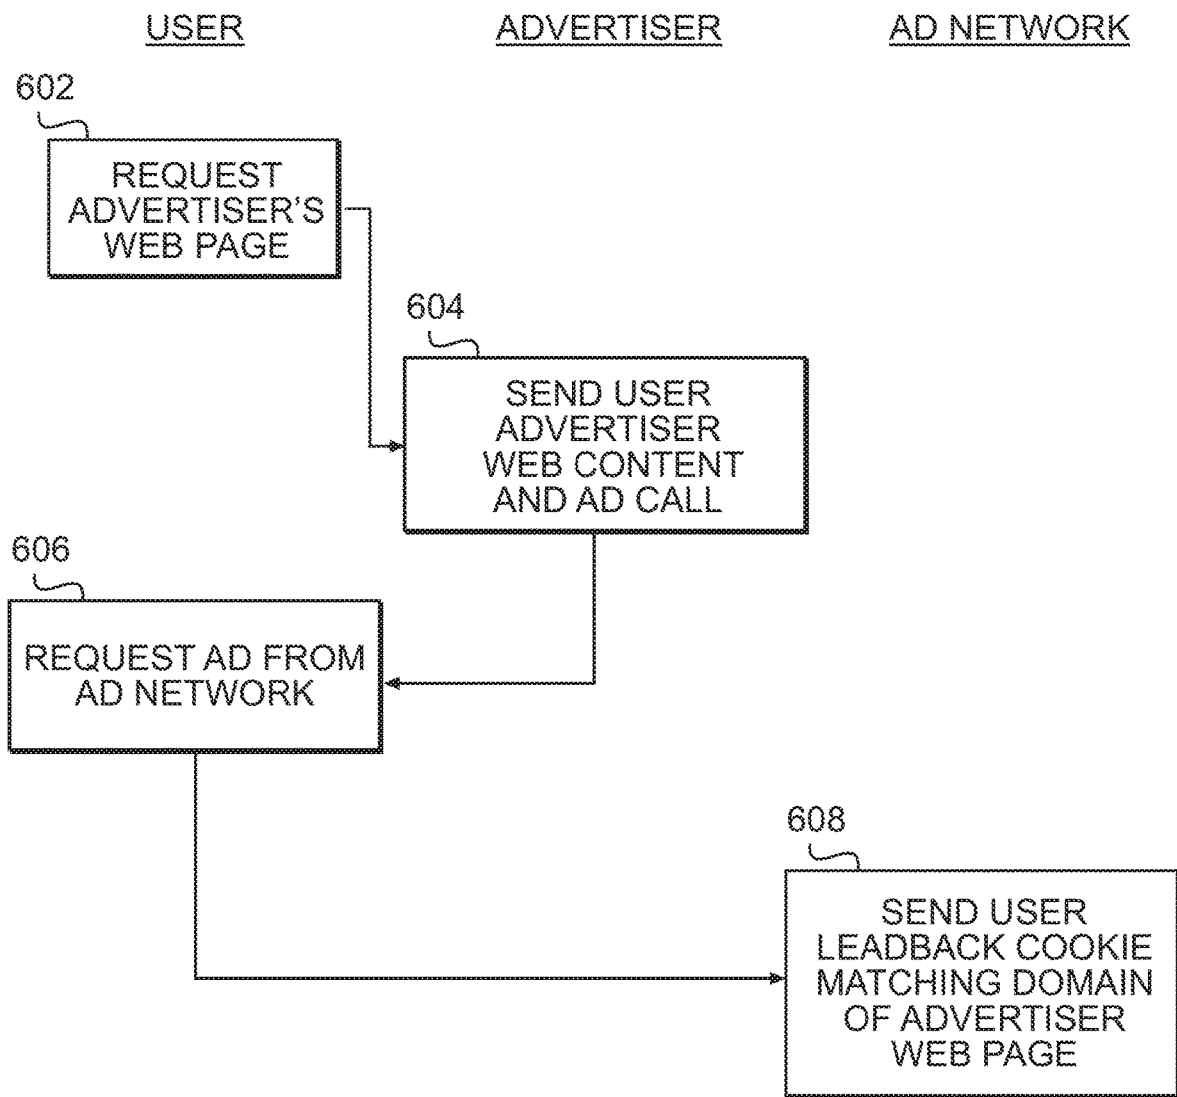 USER ADVERTISER AD NETWORK
602
REQUEST
ADVERTISER'S
WEB PAGE
604
SEND USER
ADVERTISER
WEB CONTENT
AND AD CALL
606
REQUEST AD FROM
AD NETWORK
608
SEND USER
LEADBACK COOKIE
MATCHING DOMAIN
OF ADVERTISER
WEB PAGE